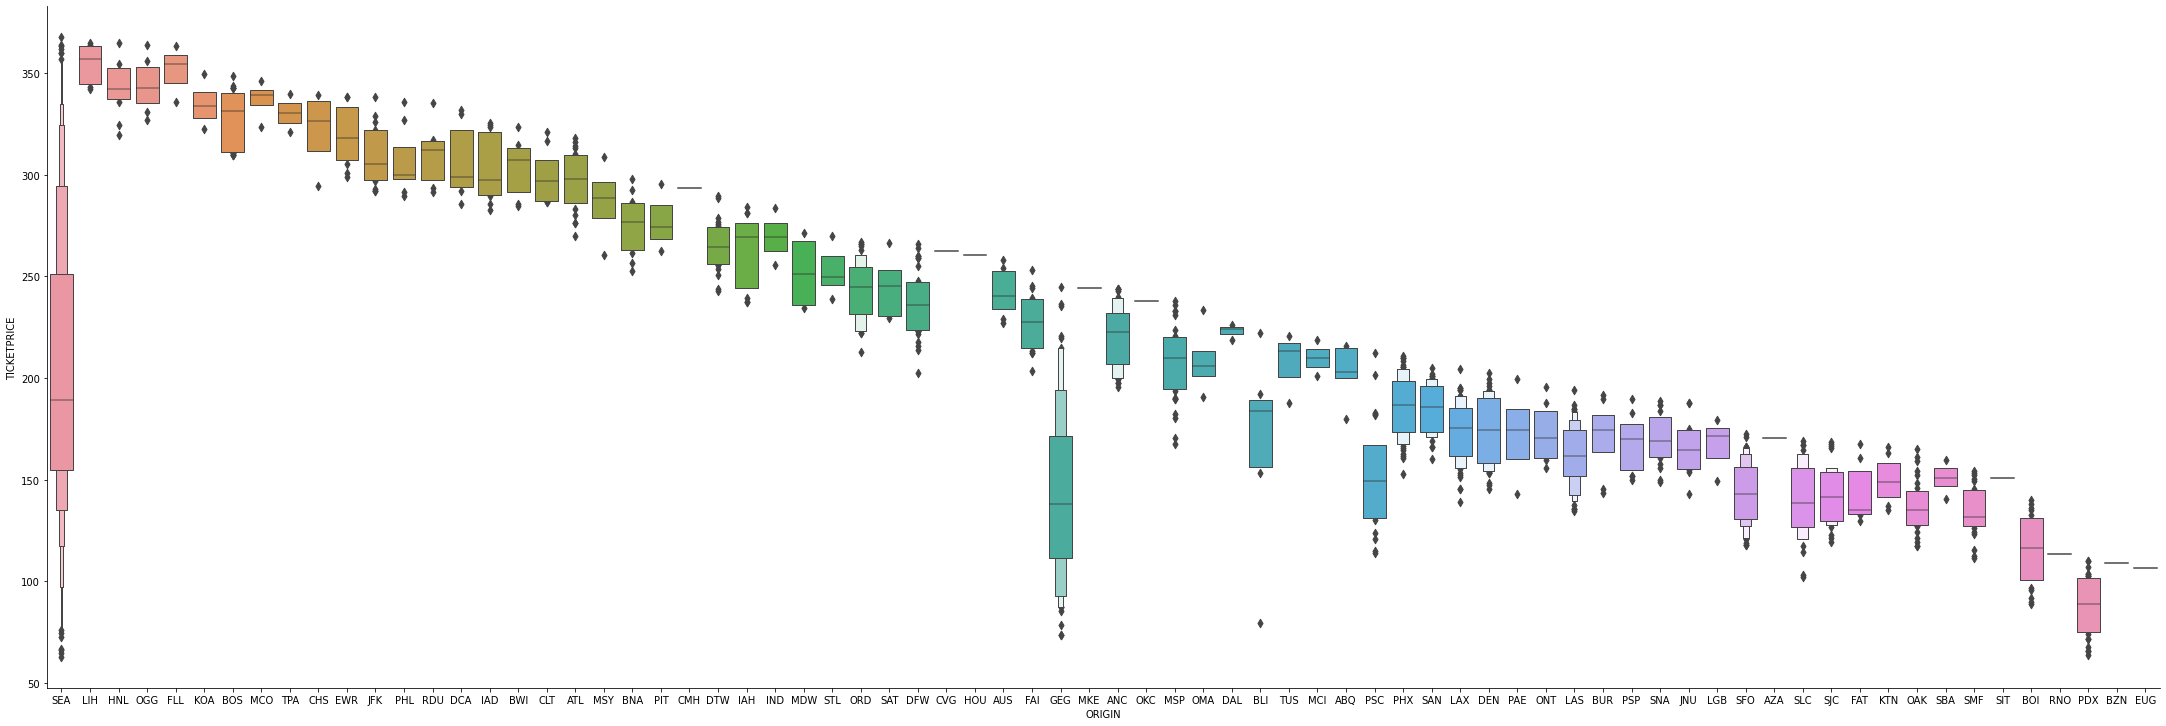 350
300
250
200
150
100
50
TICKETPRICE
SEA LIH HNL OGG FLL KOA BOS MCO TPA CHS EWR JFK PHL RDU DCA IAD BWI CLT ATL MSY BNA PIT CMH DTW IAH IND MDW STL ORD SAT DFW CVG HOU AUS FAI GEG MKE ANC OKC MSP OMA DAL BLI TUS MCI ABQ PSC PHX SAN LAX DEN PAE ONT LAS BUR PSP SNA JNU LGB SFO AZA SLC SJC FAT KTN OAK SBA SMF SIT BOI RNO PDX BZN EUG
ORIGIN